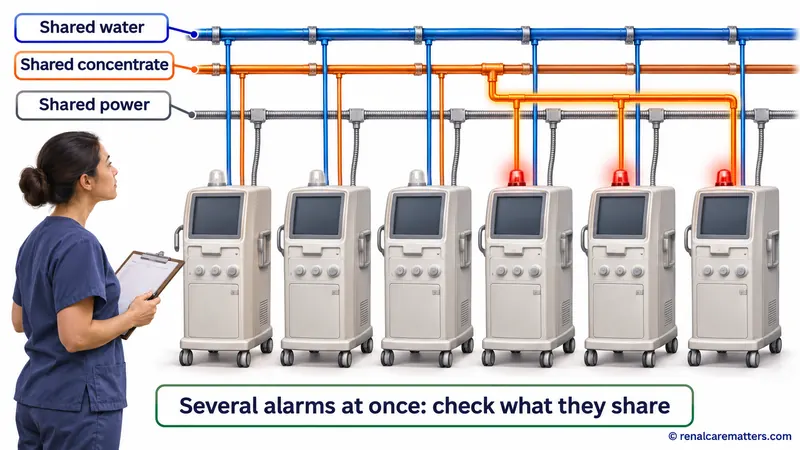 Shared water
Shared concentrate
Shared power
Several alarms at once: check what they share
© renalcarematters.com